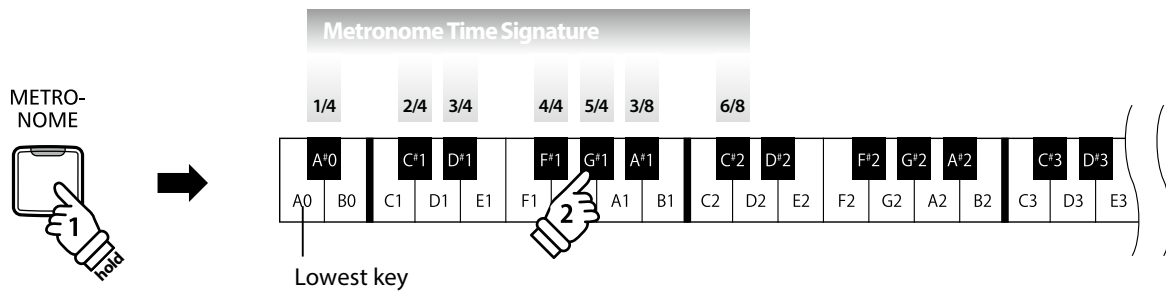 Metronome Time Signature
1/4 2/4 3/4 4/4 5/4 3/8 6/8
METRO-
NOME
A#0 C#1 D#1 F#1 G#1 A#1 C#2 D#2 F#2 G#2 A#2 C#3 D#3
A0 B0 C1 D1 E1 F1 A1 B1 C2 D2 E2 F2 G2 A2 B2 C3 D3 E3
1
2
hold
Lowest key